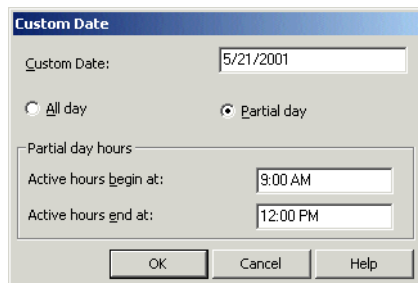 Custom Date
Custom Date: 5/21/2001
All day Partial day
Partial day hours
Active hours begin at: 9:00 AM
Active hours end at: 12:00 PM
OK Cancel Help